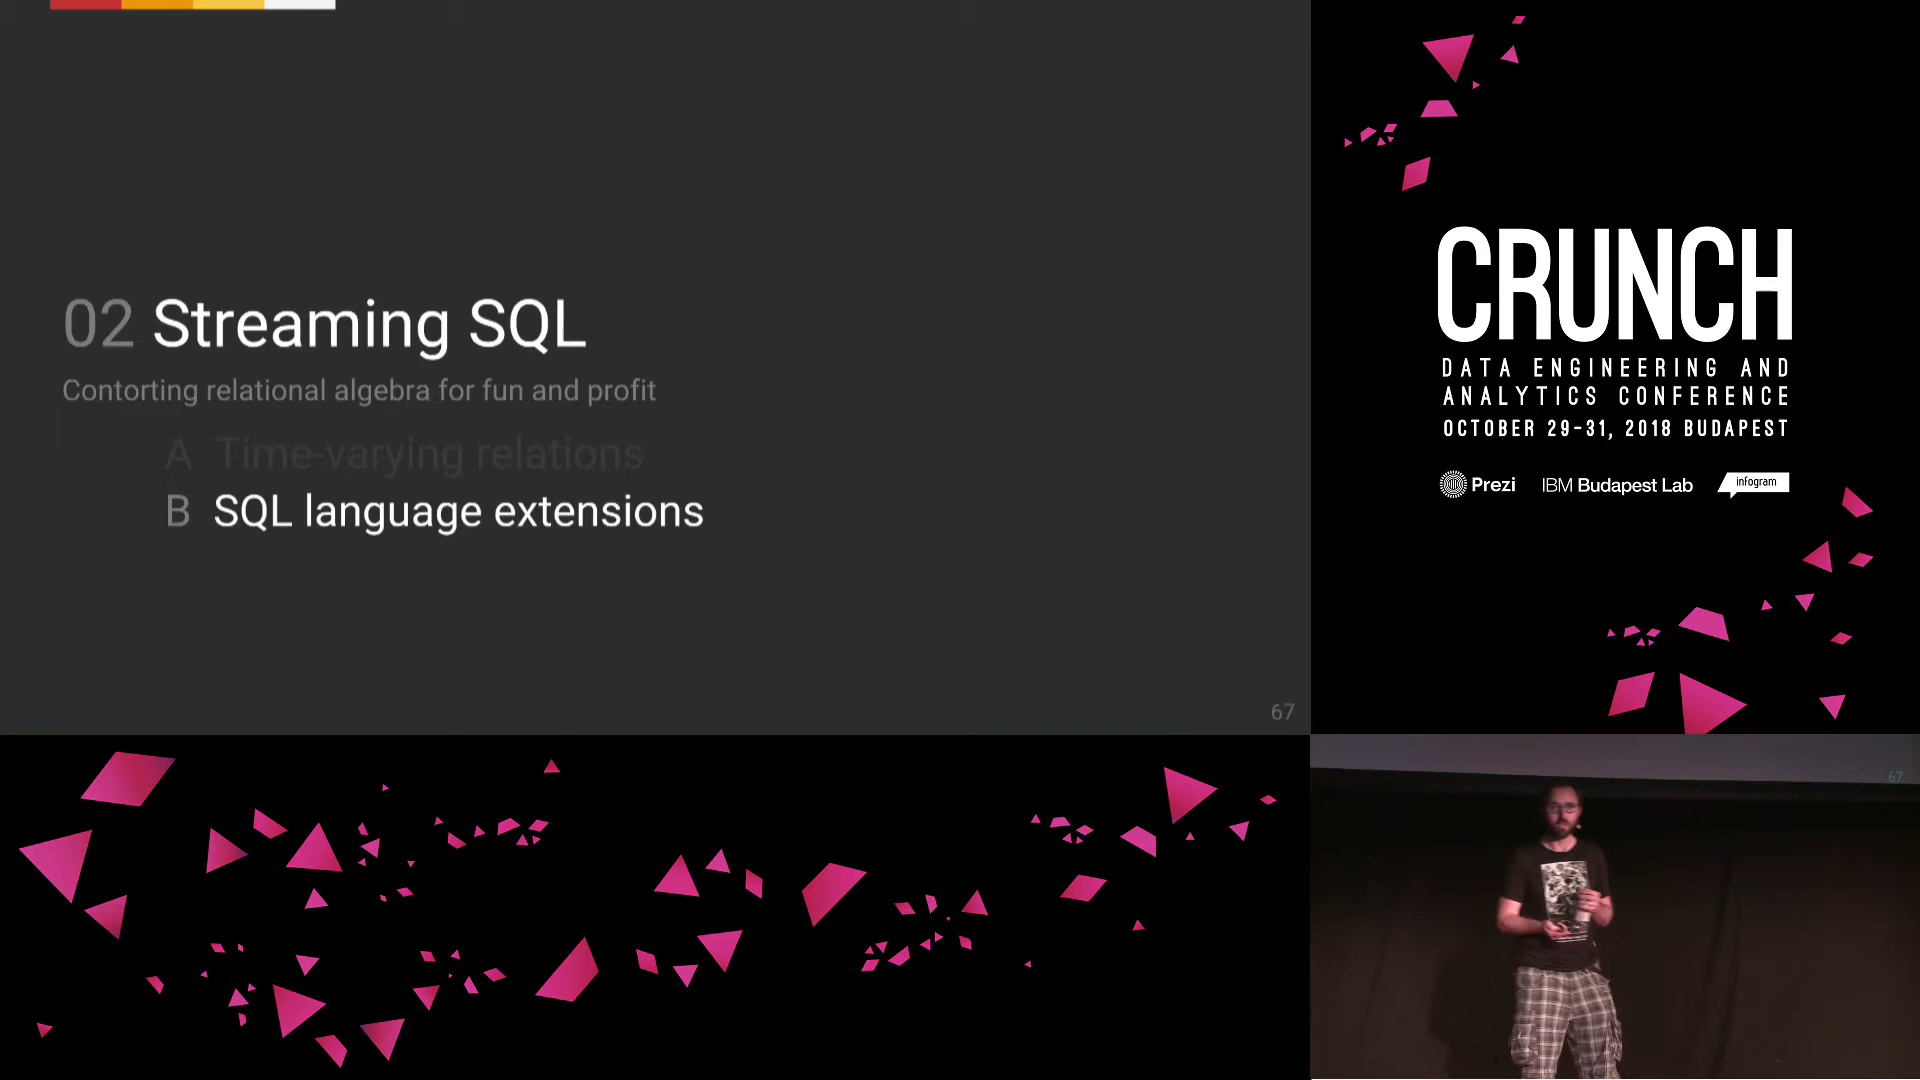 02 Streaming SQL
Contorting relational algebra for fun and profit
A Time-varying relations
B SQL language extensions
67
CRUNCH
DATA ENGINEERING AND
ANALYTICS CONFERENCE
OCTOBER 29-31, 2018 BUDAPEST
Prezi
IBM Budapest Lab
infogram
67